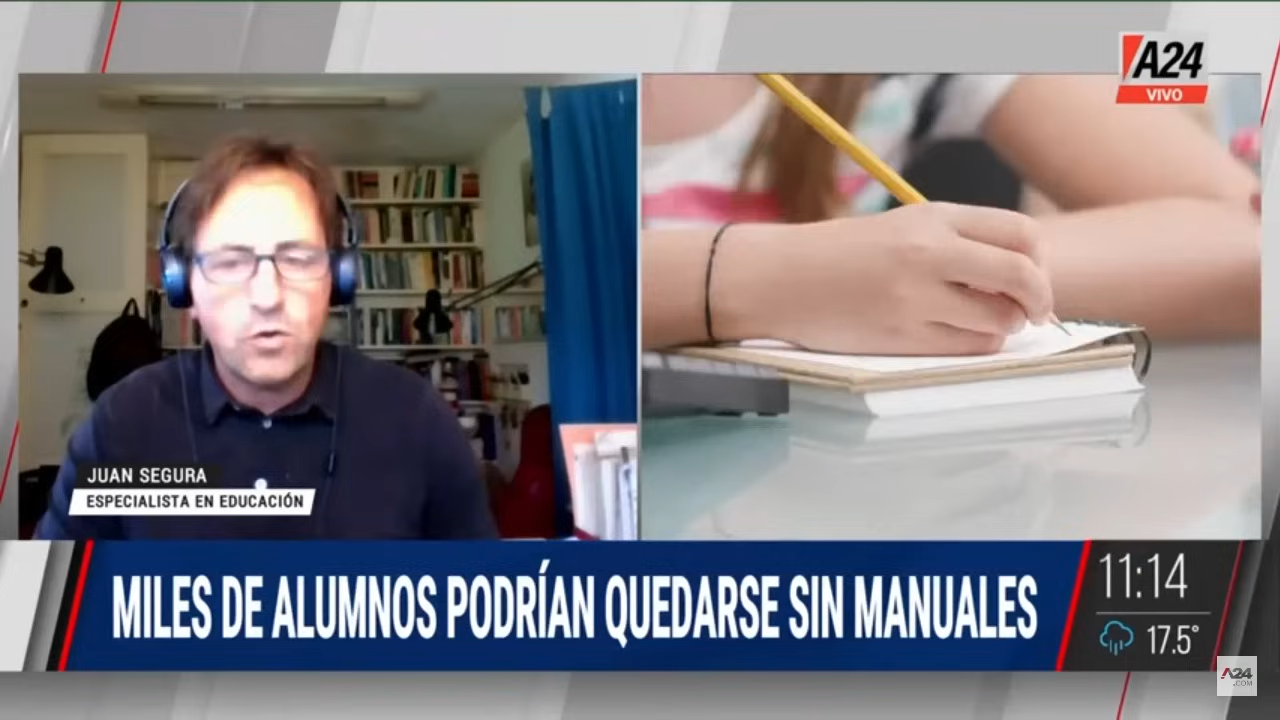 A24
VIVO
JUAN SEGURA
ESPECIALISTA EN EDUCACIÓN
MILES DE ALUMNOS PODRÍAN QUEDARSE SIN MANUALES
11:14
17.5°
A24
.COM